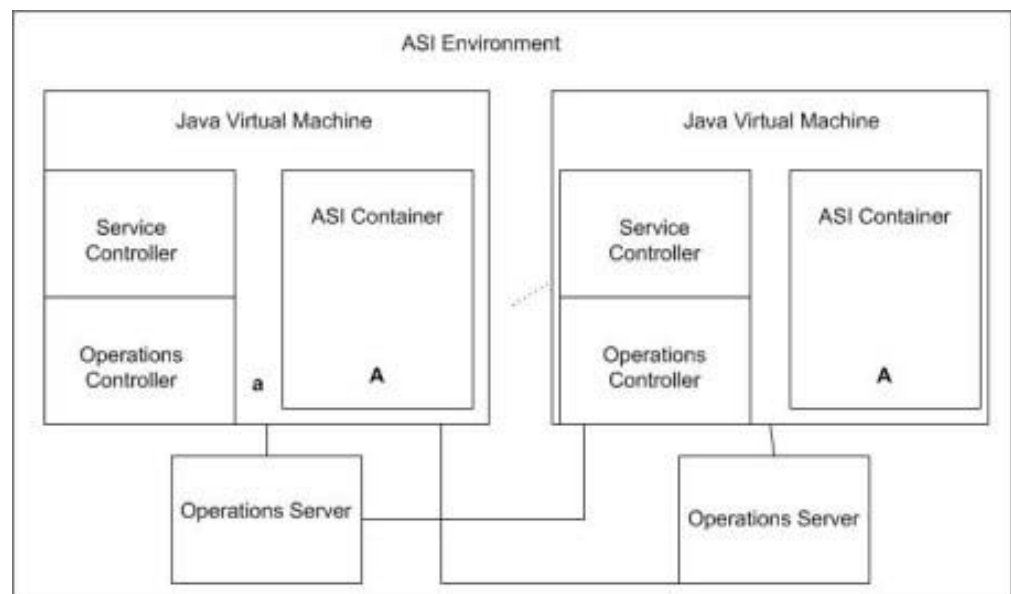 ASI Environment
Java Virtual Machine
Java Virtual Machine
Service
Controller
ASI Container
Service
Controller
ASI Container
Operations
Controller
a
A
Operations
Controller
A
Operations Server
Operations Server